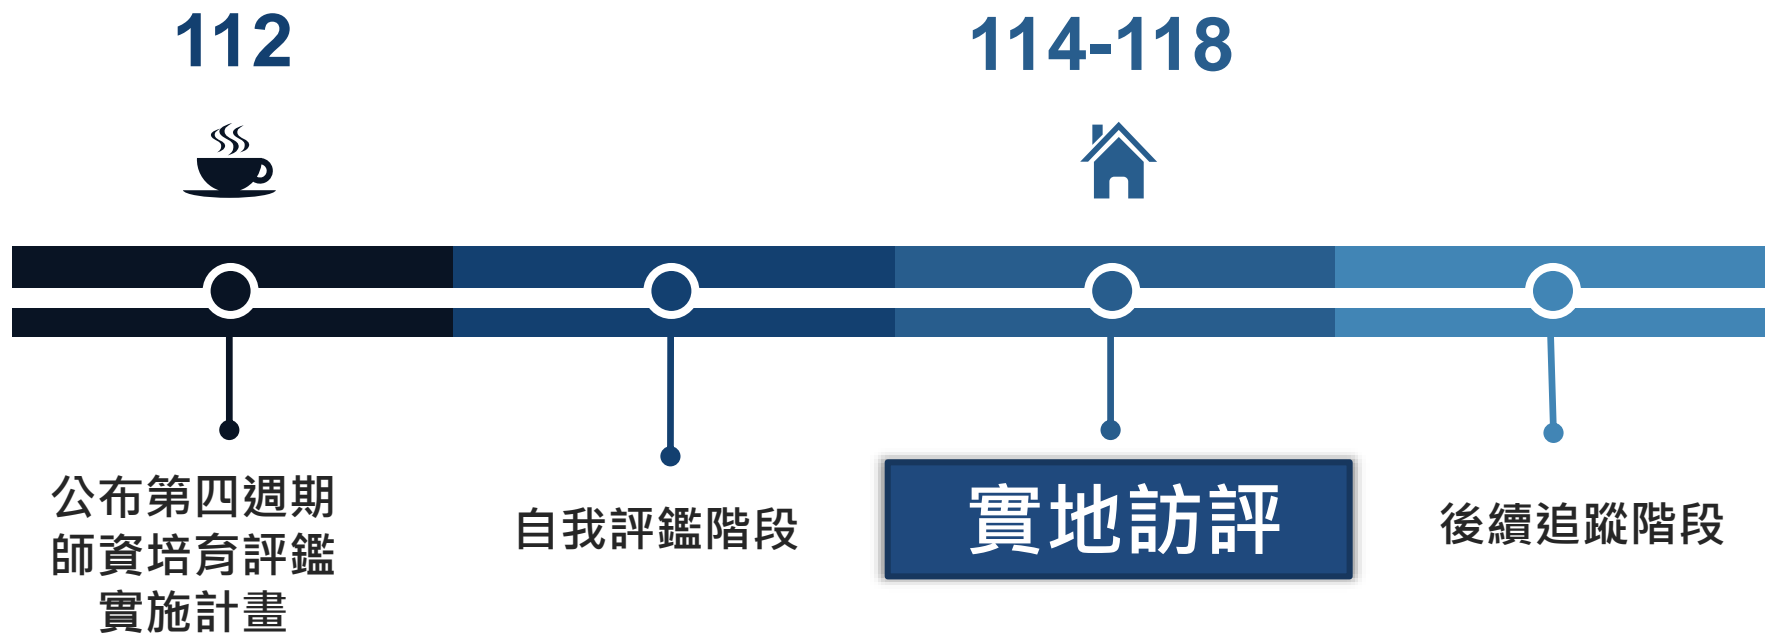 112
114-118
公布第四週期
師資培育評鑑
實施計畫
自我評鑑階段
實地訪評
後續追蹤階段